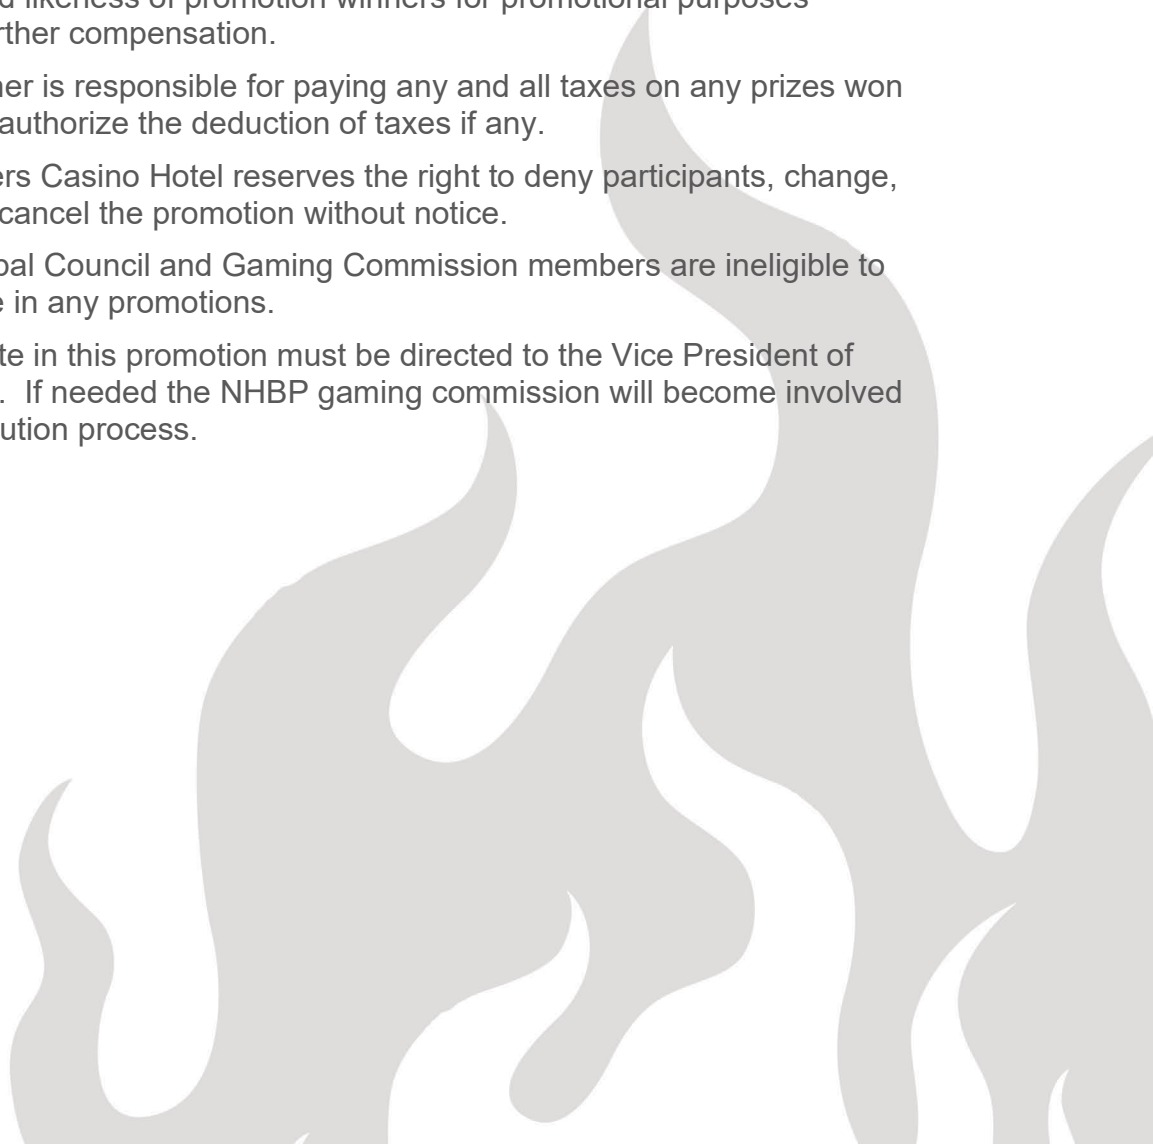 likeness of promotion winners for promotional purposes
rther compensation.
ner is responsible for paying any and all taxes on any prizes won
authorize the deduction of taxes if any.
ers Casino Hotel reserves the right to deny participants, change,
cancel the promotion without notice.
bal Council and Gaming Commission members are ineligible to
e in any promotions.
te in this promotion must be directed to the Vice President of
. If needed the NHBP gaming commission will become involved
ution process.